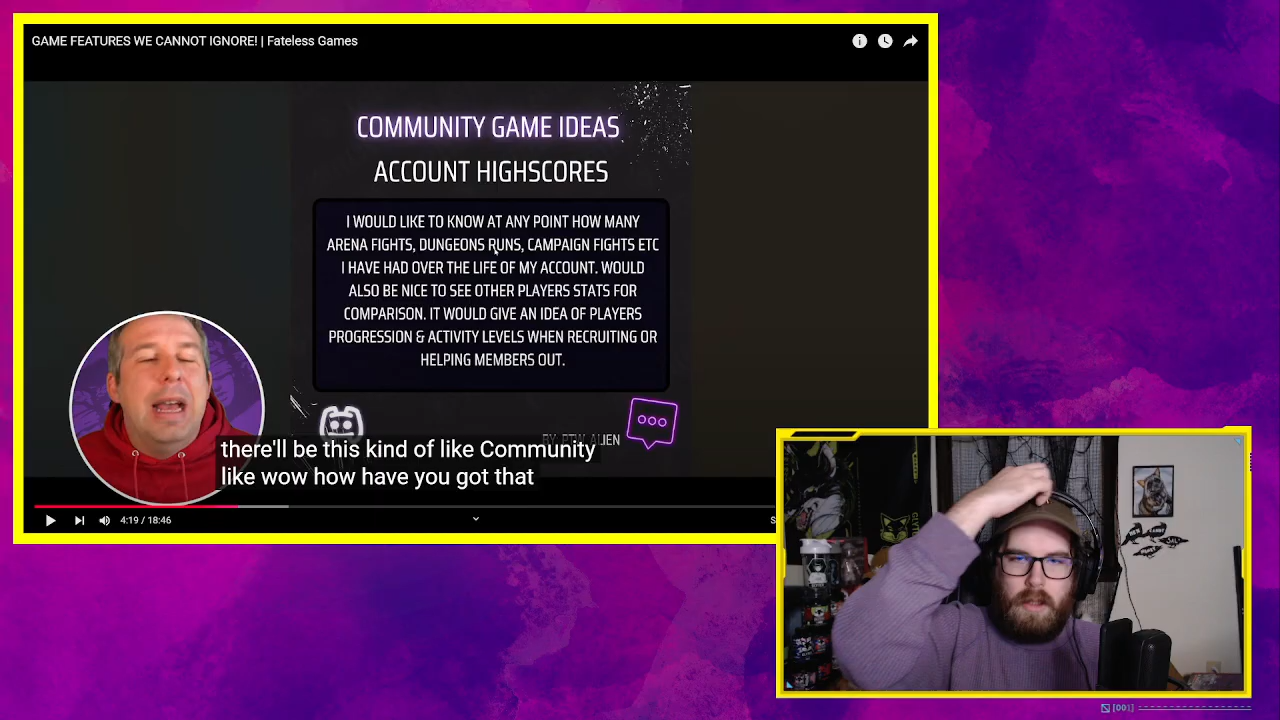 GAME FEATURES WE CANNOT IGNORE! | Fateless Games
COMMUNITY GAME IDEAS
ACCOUNT HIGHSCORES
I WOULD LIKE TO KNOW AT ANY POINT HOW MANY
ARENA FIGHTS, DUNGEONS RUNS, CAMPAIGN FIGHTS ETC
I HAVE HAD OVER THE LIFE OF MY ACCOUNT. WOULD
ALSO BE NICE TO SEE OTHER PLAYERS STATS FOR
COMPARISON. IT WOULD GIVE AN IDEA OF PLAYERS
PROGRESSION & ACTIVITY LEVELS WHEN RECRUITING OR
HELPING MEMBERS OUT.
BY
there'll be this kind of like Community
like wow how have you got that
4:19 / 18:46
[001]